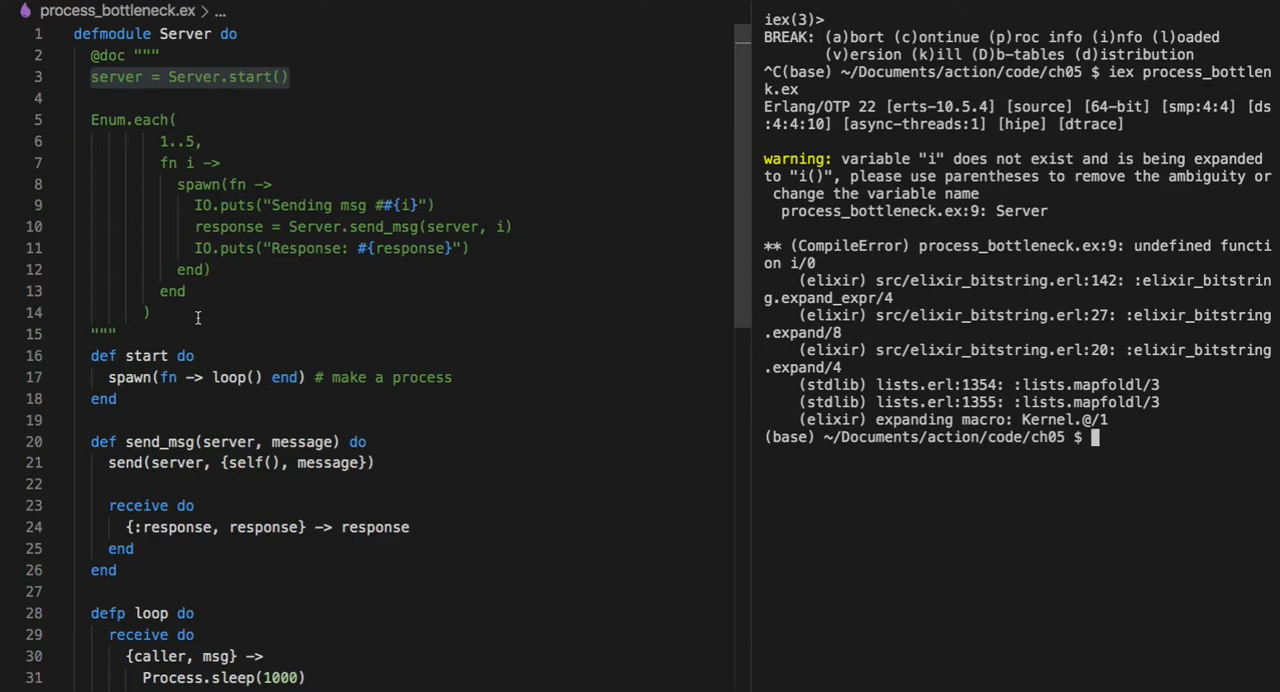 process_bottleneck.ex > ...
1 defmodule Server do
2 @doc """
3 server = Server.start()
4
5 Enum.each(
6 1..5,
7 fn i ->
8 spawn(fn ->
9 IO.puts("Sending msg ##{i}")
10 response = Server.send_msg(server, i)
11 IO.puts("Response: #{response}")
12 end)
13 end
14 )
15 """
16 def start do
17 spawn(fn -> loop() end) # make a process
18 end
19
20 def send_msg(server, message) do
21 send(server, {self(), message})
22
23 receive do
24 {:response, response} -> response
25 end
26 end
27
28 defp loop do
29 receive do
30 {caller, msg} ->
31 Process.sleep(1000)
iex(3)>
BREAK: (a)bort (c)ontinue (p)roc info (i)nfo (l)oaded
(v)ersion (k)ill (D)b-tables (d)istribution
^C(base) ~/Documents/action/code/ch05 $ iex process_bottlen
k.ex
Erlang/OTP 22 [erts-10.5.4] [source] [64-bit] [smp:4:4] [ds
:4:4:10] [async-threads:1] [hipe] [dtrace]
warning: variable "i" does not exist and is being expanded
to "i()", please use parentheses to remove the ambiguity or
change the variable name
process_bottleneck.ex:9: Server
** (CompileError) process_bottleneck.ex:9: undefined functi
on i/0
(elixir) src/elixir_bitstring.erl:142: :elixir_bitstrin
g.expand_expr/4
(elixir) src/elixir_bitstring.erl:27: :elixir_bitstring
.expand/8
(elixir) src/elixir_bitstring.erl:20: :elixir_bitstring
.expand/4
(stdlib) lists.erl:1354: :lists.mapfoldl/3
(stdlib) lists.erl:1355: :lists.mapfoldl/3
(elixir) expanding macro: Kernel.@/1
(base) ~/Documents/action/code/ch05 $